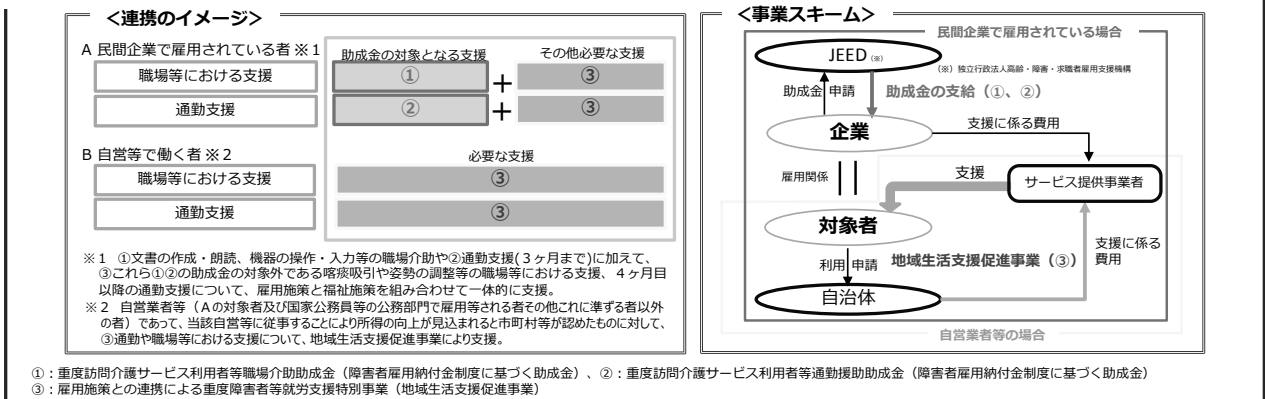 ＜連携のイメージ＞
A 民間企業で雇用されている者 ※１
助成金の対象となる支援
その他必要な支援
職場等における支援
①
＋
③
通勤支援
②
＋
③
B 自営等で働く者 ※２
必要な支援
職場等における支援
③
通勤支援
③
※１ ①文書の作成・朗読、機器の操作・入力等の職場介助や②通勤支援(３ヶ月まで)に加えて、
③これら①②の助成金の対象外である喀痰吸引や姿勢の調整等の職場等における支援、４ヶ月目
以降の通勤支援について、雇用施策と福祉施策を組み合わせて一体的に支援。
※２ 自営業者等（Ａの対象者及び国家公務員等の公務部門で雇用等される者その他これに準ずる者以外
の者）であって、当該自営等に従事することにより所得の向上が見込まれると市町村等が認めたものに対して、
③通勤や職場等における支援について、地域生活支援促進事業により支援。
＜事業スキーム＞
民間企業で雇用されている場合
JEED（※）
（※）独立行政法人高齢・障害・求職者雇用支援機構
助成金 申請
助成金の支給（①、②）
企業
支援に係る費用
雇用関係
支援
サービス提供事業者
対象者
利用 申請
地域生活支援促進事業（③）
支援に係る
費用
自治体
自営業者等の場合
①：重度訪問介護サービス利用者等職場介助助成金（障害者雇用納付金制度に基づく助成金）、②：重度訪問介護サービス利用者等通勤援助助成金（障害者雇用納付金制度に基づく助成金）
③：雇用施策との連携による重度障害者等就労支援特別事業（地域生活支援促進事業）